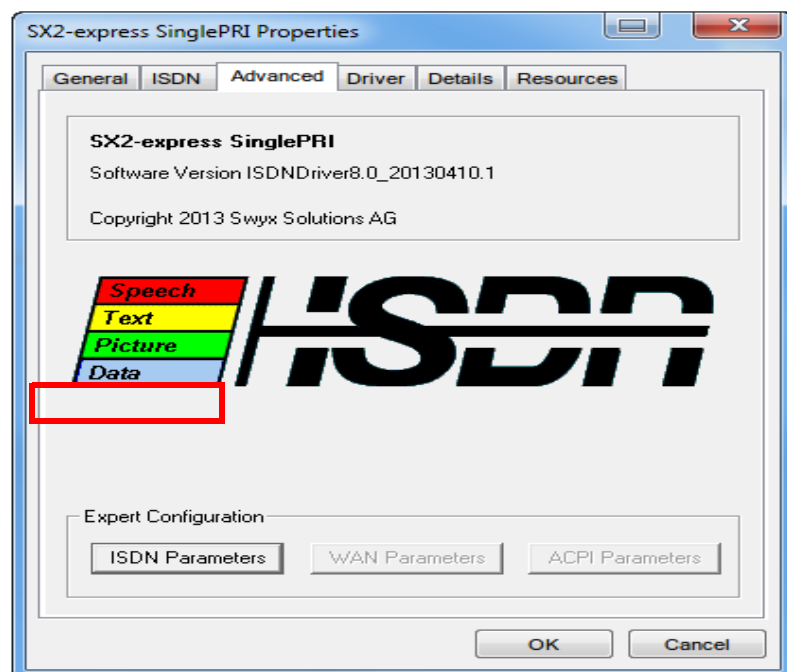 SX2-express SinglePRI Properties
General ISDN Advanced Driver Details Resources
SX2-express SinglePRI
Software Version ISDNDriver8.0_20130410.1
Copyright 2013 Swyx Solutions AG
Speech
Text
Picture
Data
ISDN
Expert Configuration
ISDN Parameters WAN Parameters ACPI Parameters
OK Cancel